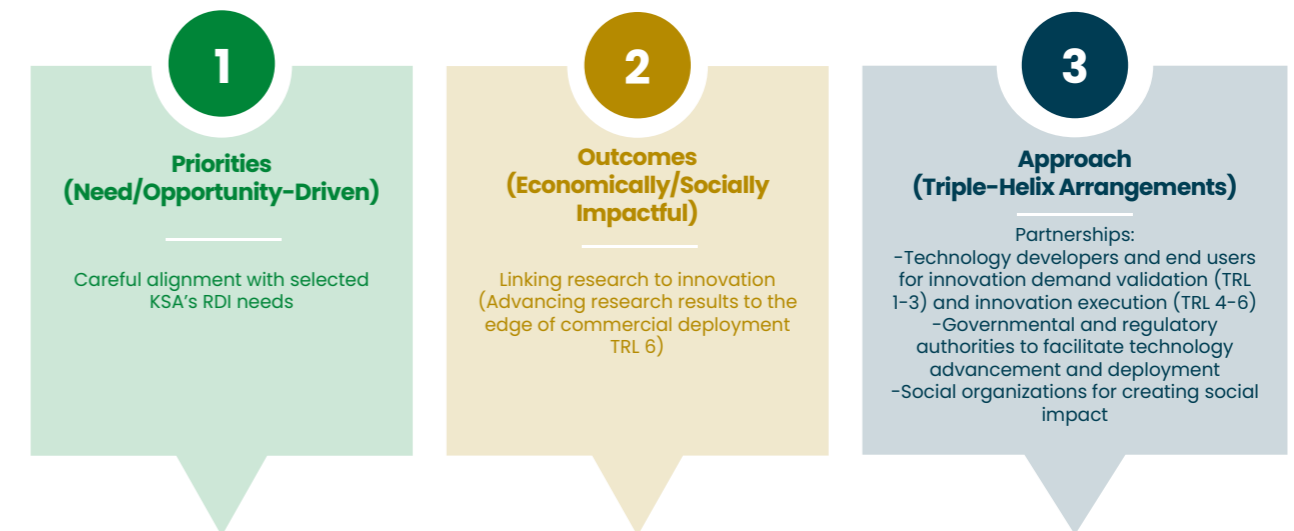 1
Priorities
(Need/Opportunity-Driven)
Careful alignment with selected
KSA's RDI needs
2
Outcomes
(Economically/Socially
Impactful)
Linking research to innovation
(Advancing research results to the
edge of commercial deployment
TRL 6)
3
Approach
(Triple-Helix Arrangements)
Partnerships:
-Technology developers and end users
for innovation demand validation (TRL
1-3) and innovation execution (TRL 4-6)
-Governmental and regulatory
authorities to facilitate technology
advancement and deployment
-Social organizations for creating social
impact